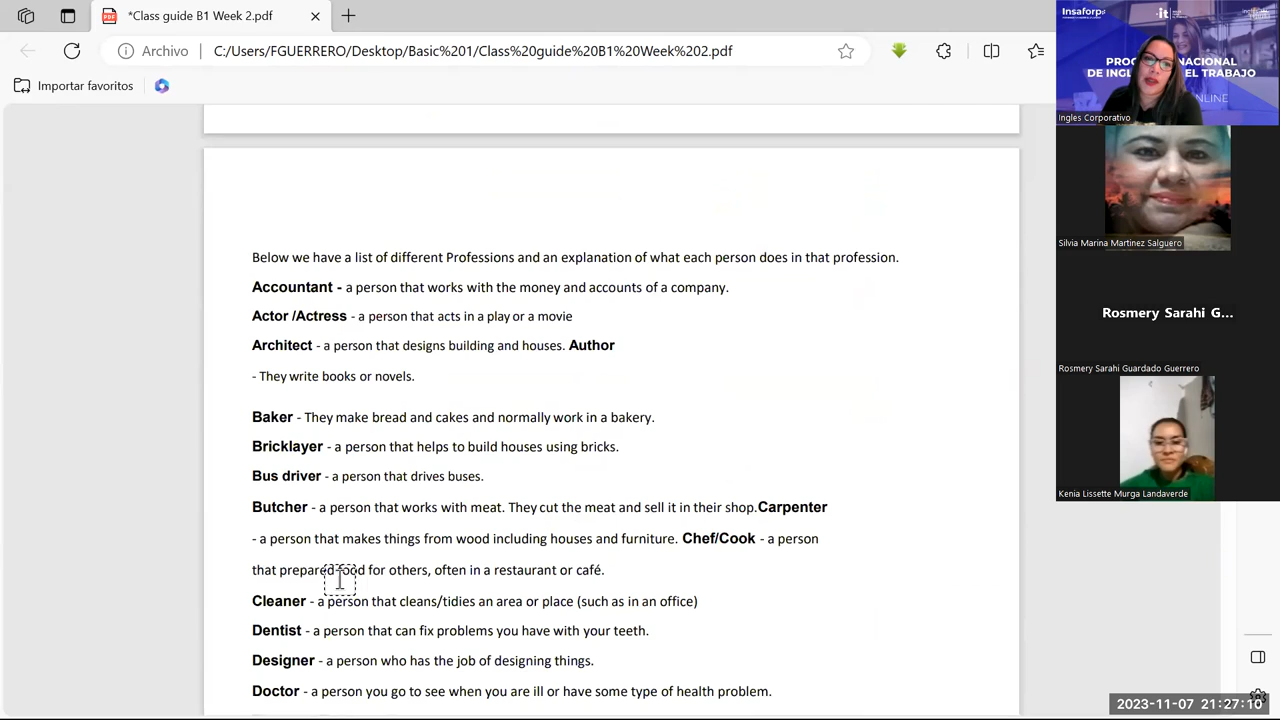 *Class guide B1 Week 2.pdf
Archivo
C:/Users/FGUERRERO/Desktop/Basic%201/Class%20guide%20B1%20Week%202.pdf
Importar favoritos
Below we have a list of different Professions and an explanation of what each person does in that profession.
Accountant - a person that works with the money and accounts of a company.
Actor /Actress - a person that acts in a play or a movie
Architect - a person that designs building and houses. Author
- They write books or novels.
Baker - They make bread and cakes and normally work in a bakery.
Bricklayer - a person that helps to build houses using bricks.
Bus driver - a person that drives buses.
Butcher - a person that works with meat. They cut the meat and sell it in their shop.Carpenter
- a person that makes things from wood including houses and furniture. Chef/Cook - a person
that prepared food for others, often in a restaurant or café.
Cleaner - a person that cleans/tidies an area or place (such as in an office)
Dentist - a person that can fix problems you have with your teeth.
Designer - a person who has the job of designing things.
Doctor - a person you go to see when you are ill or have some type of health problem.
Insaforp
it
PROG NACIONAL
DE INGL EL TRABAJO
NLINE
Ingles Corporativo
Silvia Marina Martinez Salguero
Rosmery Sarahi G...
Rosmery Sarahi Guardado Guerrero
Kenia Lissette Murga Landaverde
2023-11-07 21:27:10